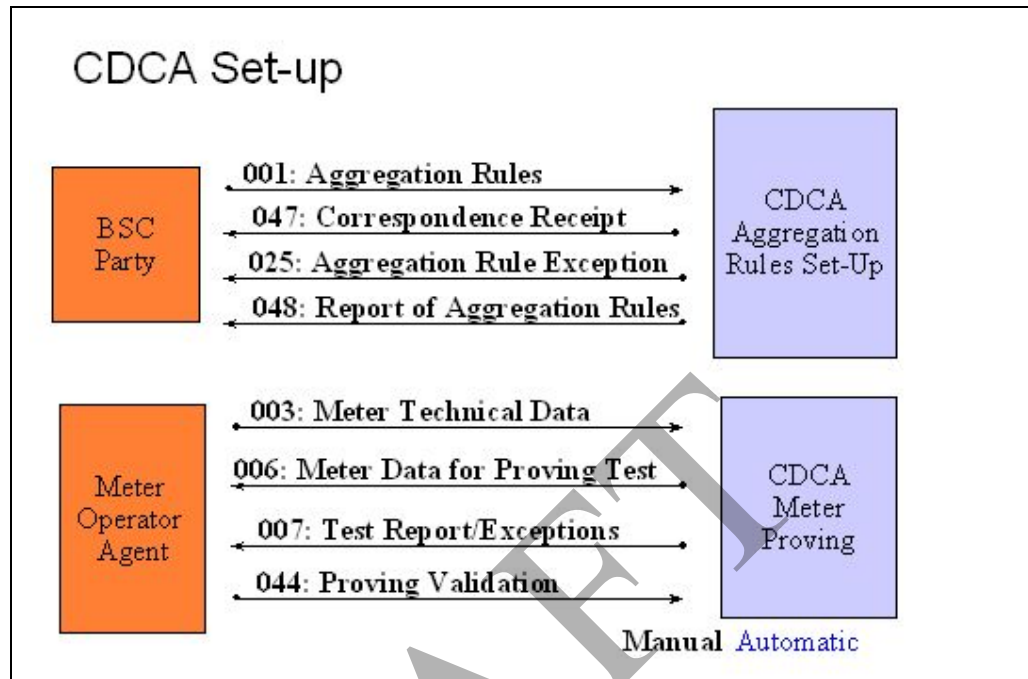 CDCA Set-up
BSC
Party
001: Aggregation Rules
047: Correspondence Receipt
025: Aggregation Rule Exception
048: Report of Aggregation Rules
CDCA
Aggregation
Rules Set-Up
Meter
Operator
Agent
003: Meter Technical Data
006: Meter Data for Proving Test
007: Test Report/Exceptions
044: Proving Validation
CDCA
Meter
Proving
Manual Automatic